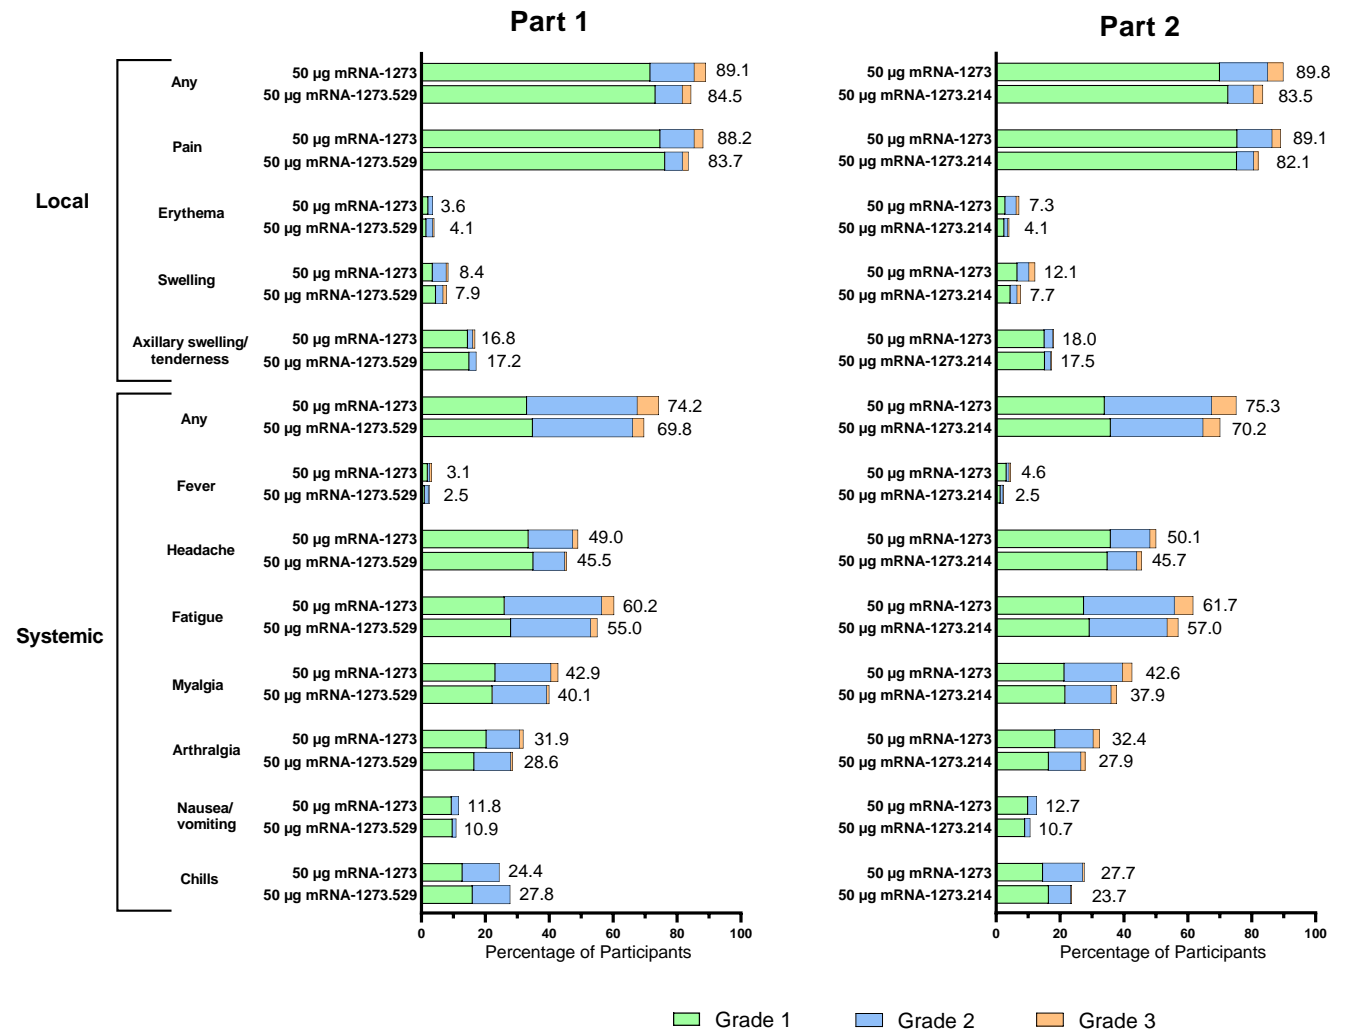 Part 1
Part 2
Local
Any
50 µg mRNA-1273 89.1
50 µg mRNA-1273.529 84.5
50 µg mRNA-1273 89.8
50 µg mRNA-1273.214 83.5
Pain
50 µg mRNA-1273 88.2
50 µg mRNA-1273.529 83.7
50 µg mRNA-1273 89.1
50 µg mRNA-1273.214 82.1
Erythema
50 µg mRNA-1273 3.6
50 µg mRNA-1273.529 4.1
50 µg mRNA-1273 7.3
50 µg mRNA-1273.214 4.1
Swelling
50 µg mRNA-1273 8.4
50 µg mRNA-1273.529 7.9
50 µg mRNA-1273 12.1
50 µg mRNA-1273.214 7.7
Axillary swelling/
tenderness
50 µg mRNA-1273 16.8
50 µg mRNA-1273.529 17.2
50 µg mRNA-1273 18.0
50 µg mRNA-1273.214 17.5
Systemic
Any
50 µg mRNA-1273 74.2
50 µg mRNA-1273.529 69.8
50 µg mRNA-1273 75.3
50 µg mRNA-1273.214 70.2
Fever
50 µg mRNA-1273 3.1
50 µg mRNA-1273.529 2.5
50 µg mRNA-1273 4.6
50 µg mRNA-1273.214 2.5
Headache
50 µg mRNA-1273 49.0
50 µg mRNA-1273.529 45.5
50 µg mRNA-1273 50.1
50 µg mRNA-1273.214 45.7
Fatigue
50 µg mRNA-1273 60.2
50 µg mRNA-1273.529 55.0
50 µg mRNA-1273 61.7
50 µg mRNA-1273.214 57.0
Myalgia
50 µg mRNA-1273 42.9
50 µg mRNA-1273.529 40.1
50 µg mRNA-1273 42.6
50 µg mRNA-1273.214 37.9
Arthralgia
50 µg mRNA-1273 31.9
50 µg mRNA-1273.529 28.6
50 µg mRNA-1273 32.4
50 µg mRNA-1273.214 27.9
Nausea/
vomiting
50 µg mRNA-1273 11.8
50 µg mRNA-1273.529 10.9
50 µg mRNA-1273 12.7
50 µg mRNA-1273.214 10.7
Chills
50 µg mRNA-1273 24.4
50 µg mRNA-1273.529 27.8
50 µg mRNA-1273 27.7
50 µg mRNA-1273.214 23.7
0 20 40 60 80 100
Percentage of Participants
0 20 40 60 80 100
Percentage of Participants
Grade 1 Grade 2 Grade 3